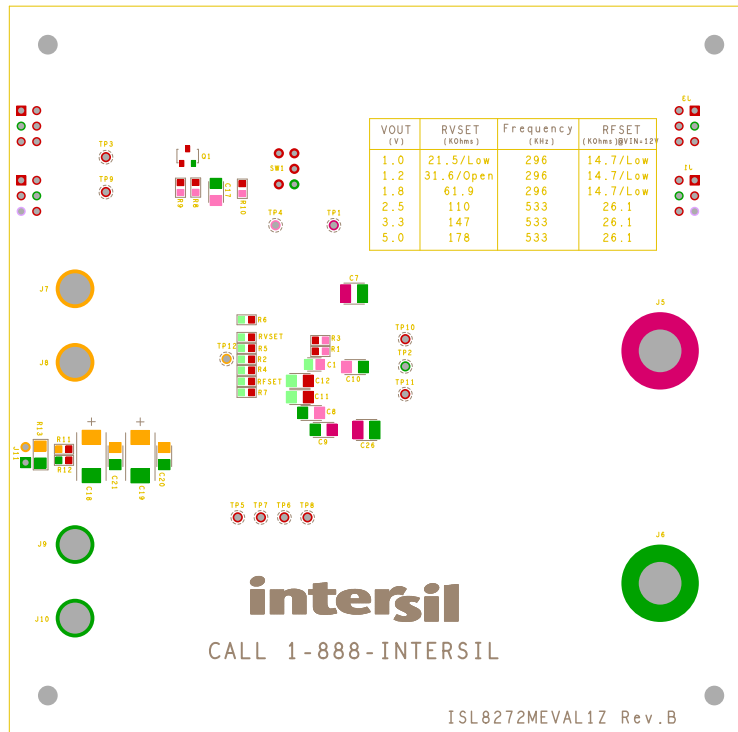 EL
TP3
Q1
SW1
VOUT RVSET Frequency RFSET
(V) (KOhms) (KHz) (KOhms)@VIN=12V
1.0 21.5/Low 296 14.7/Low
1.2 31.6/Open 296 14.7/Low
1.8 61.9 296 14.7/Low
2.5 110 533 26.1
3.3 147 533 26.1
5.0 178 533 26.1
IL
TP9
R9
R8
C17
R10
TP4
TP1
J7
C7
J5
R6
RVSET
R3
TP10
TP12
R5
R1
R2
J8
C1
C10
TP2
R4
RFSET
C12
R7
C11
TP11
C8
C9
C26
J11
R13
R11
R12
+
C18
C21
+
C19
C20
TP5
TP7
TP6
TP8
J9
J6
J10
intersil
CALL 1-888-INTERSIL
ISL8272MEVAL1Z Rev.B